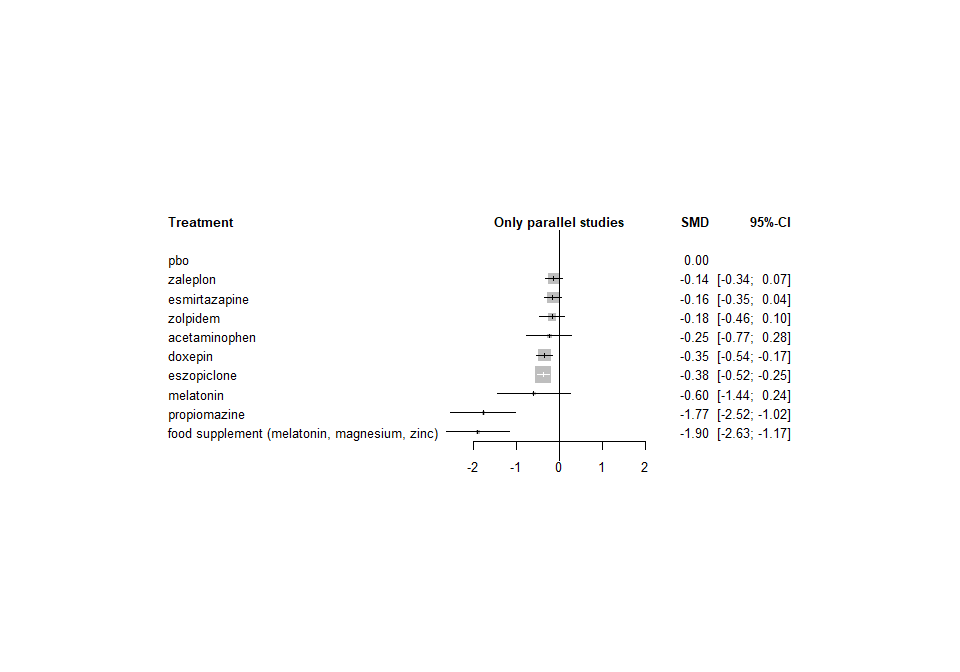 Treatment Only parallel studies SMD 95%-CI
pbo 0.00
zaleplon -0.14 [-0.34; 0.07]
esmirtazapine -0.16 [-0.35; 0.04]
zolpidem -0.18 [-0.46; 0.10]
acetaminophen -0.25 [-0.77; 0.28]
doxepin -0.35 [-0.54; -0.17]
eszopiclone -0.38 [-0.52; -0.25]
melatonin -0.60 [-1.44; 0.24]
propiomazine -1.77 [-2.52; -1.02]
food supplement (melatonin, magnesium, zinc) -1.90 [-2.63; -1.17]
-2 -1 0 1 2